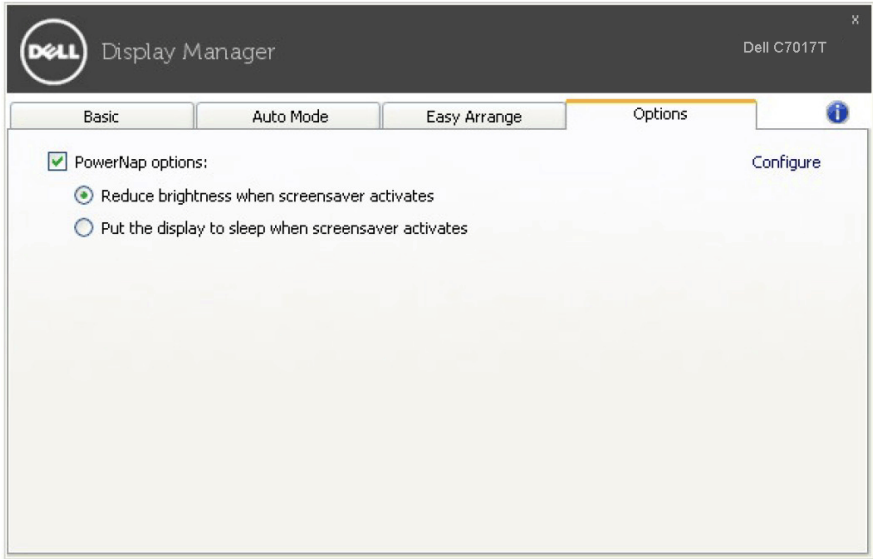 X
DELL Display Manager
Dell C7017T
Basic Auto Mode Easy Arrange Options i
PowerNap options: Configure
Reduce brightness when screensaver activates
Put the display to sleep when screensaver activates